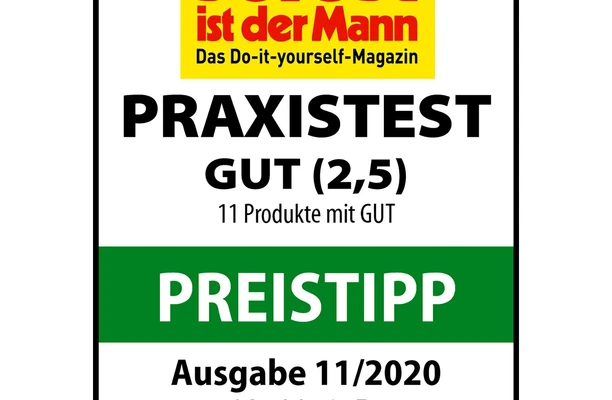 ist der Mann
Das Do-it-yourself-Magazin
PRAXISTEST
GUT (2,5)
11 Produkte mit GUT
PREISTIPP
Ausgabe 11/2020